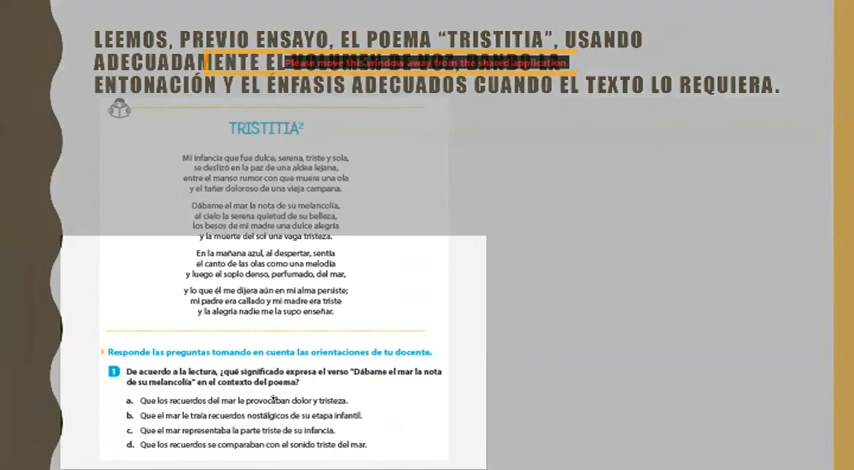 LEEMOS, PREVIO ENSAYO, EL POEMA “TRISTITIA”, USANDO
ADECUADAMENTE EL VOLUMEN DE VOZ, DANDO LA
Please move this window away from the shared application.
ENTONACIÓN Y EL ÉNFASIS ADECUADOS CUANDO EL TEXTO LO REQUIERA.
TRISTITIA²
Mi infancia que fue dulce, serena, triste y sola,
se deslizó en la paz de una aldea lejana,
entre el manso rumor con que muere una ola
y el tañer doloroso de una vieja campana.
Dábame el mar la nota de su melancolía,
el cielo la serena quietud de su belleza,
los besos de mi madre una dulce alegría
y la muerte del sol una vaga tristeza.
En la mañana azul, al despertar, sentía
el canto de las olas como una melodía
y luego el soplo denso, perfumado, del mar,
y lo que él me dijera aún en mi alma persiste;
mi padre era callado y mi madre era triste
y la alegría nadie me la supo enseñar.
Responde las preguntas tomando en cuenta las orientaciones de tu docente.
1 De acuerdo a la lectura, ¿qué significado expresa el verso "Dábame el mar la nota
de su melancolía" en el contexto del poema?
a. Que los recuerdos del mar le provocaban dolor y tristeza.
b. Que el mar le traía recuerdos nostálgicos de su etapa infantil.
c. Que el mar representaba la parte triste de su infancia.
d. Que los recuerdos se comparaban con el sonido triste del mar.